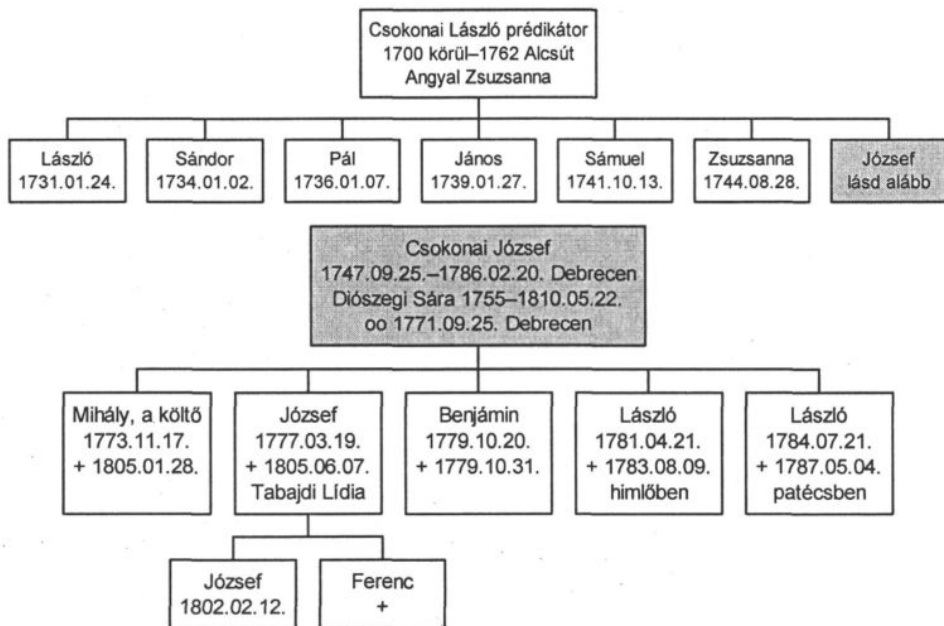 Csokonai László prédikátor
1700 körül–1762 Alcsút
Angyal Zsuzsanna
László
1731.01.24.
Sándor
1734.01.02.
Pál
1736.01.07.
János
1739.01.27.
Sámuel
1741.10.13.
Zsuzsanna
1744.08.28.
József
lásd alább
Csokonai József
1747.09.25.–1786.02.20. Debrecen
Diószegi Sára 1755–1810.05.22.
oo 1771.09.25. Debrecen
Mihály, a költő
1773.11.17.
+ 1805.01.28.
József
1777.03.19.
+ 1805.06.07.
Tabajdi Lídia
Benjámin
1779.10.20.
+ 1779.10.31.
László
1781.04.21.
+ 1783.08.09.
himlőben
László
1784.07.21.
+ 1787.05.04.
patécsben
József
1802.02.12.
Ferenc
+